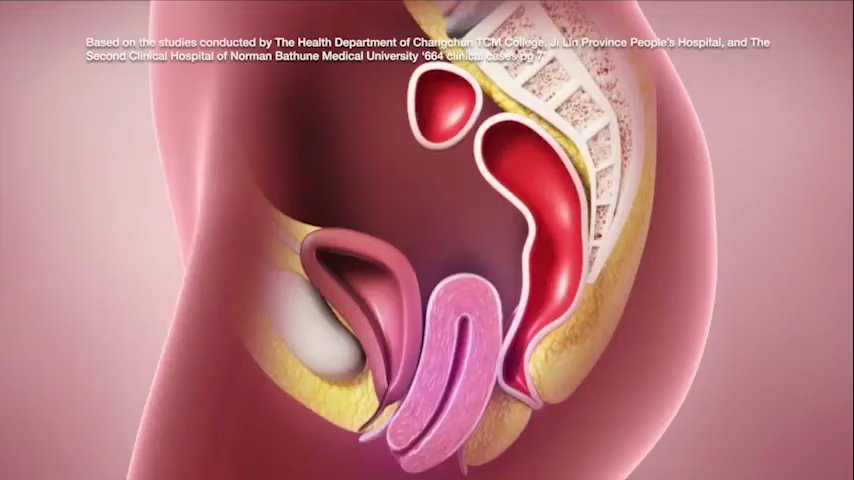 Based on the studies conducted by The Health Department of Changchun TCM College, Ji Lin Province People's Hospital, and The
Second Clinical Hospital of Norman Bathune Medical University ‘664 clinical cases pg 7’